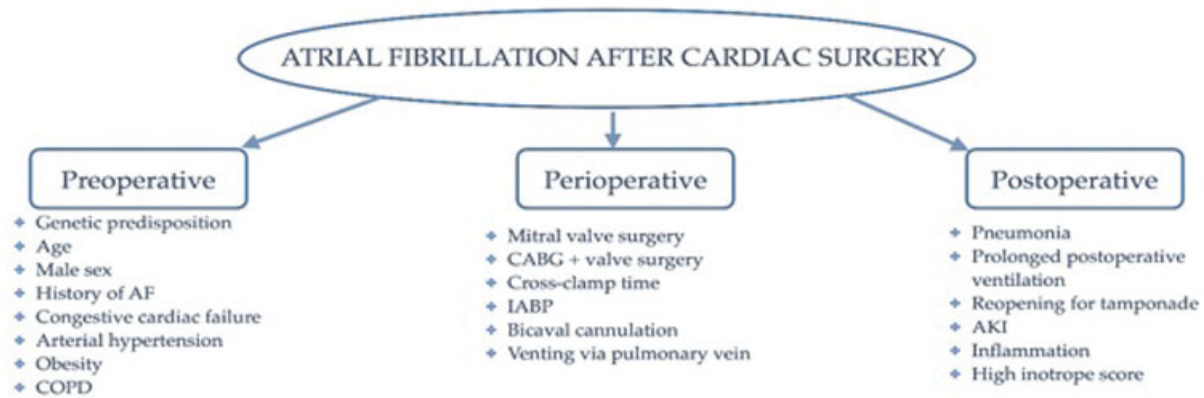 ATRIAL FIBRILLATION AFTER CARDIAC SURGERY
Preoperative
Genetic predisposition
Age
Male sex
History of AF
Congestive cardiac failure
Arterial hypertension
Obesity
COPD
Perioperative
Mitral valve surgery
CABG + valve surgery
Cross-clamp time
IABP
Bicaval cannulation
Venting via pulmonary vein
Postoperative
Pneumonia
Prolonged postoperative
ventilation
Reopening for tamponade
AKI
Inflammation
High inotrope score